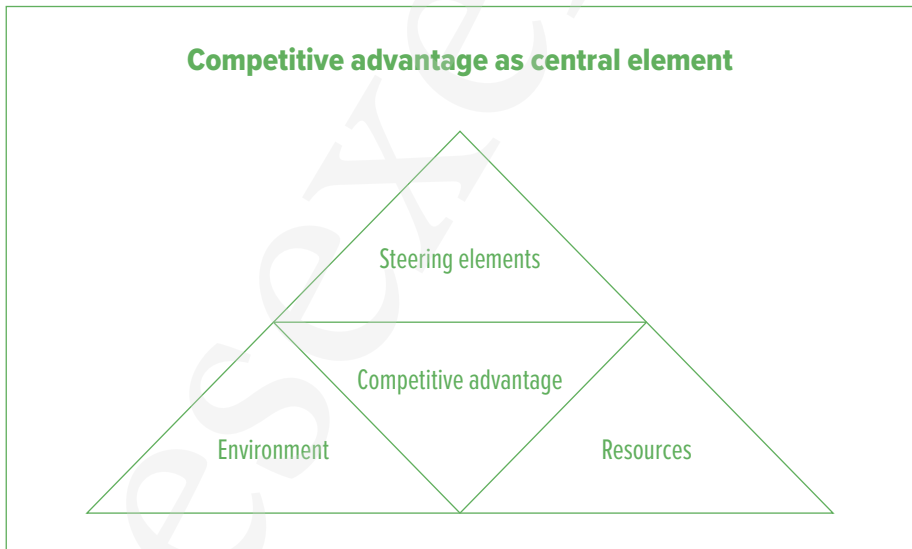 Competitive advantage as central element
Steering elements
Competitive advantage
Environment
Resources